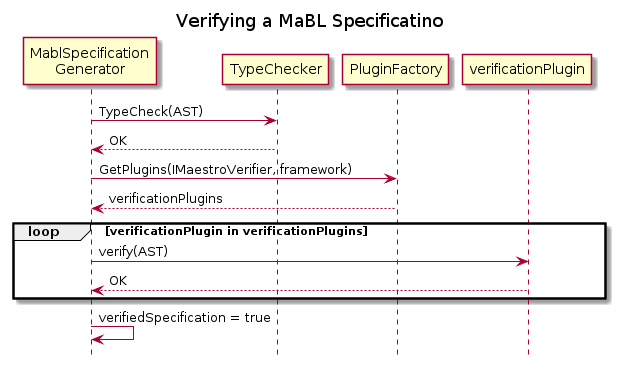 Verifying a MaBL Specificatino
MablSpecification
Generator
TypeChecker
PluginFactory
verificationPlugin
TypeCheck(AST)
OK
GetPlugins(IMaestroVerifier, framework)
verificationPlugins
loop
[verificationPlugin in verificationPlugins]
verify(AST)
OK
verifiedSpecification = true